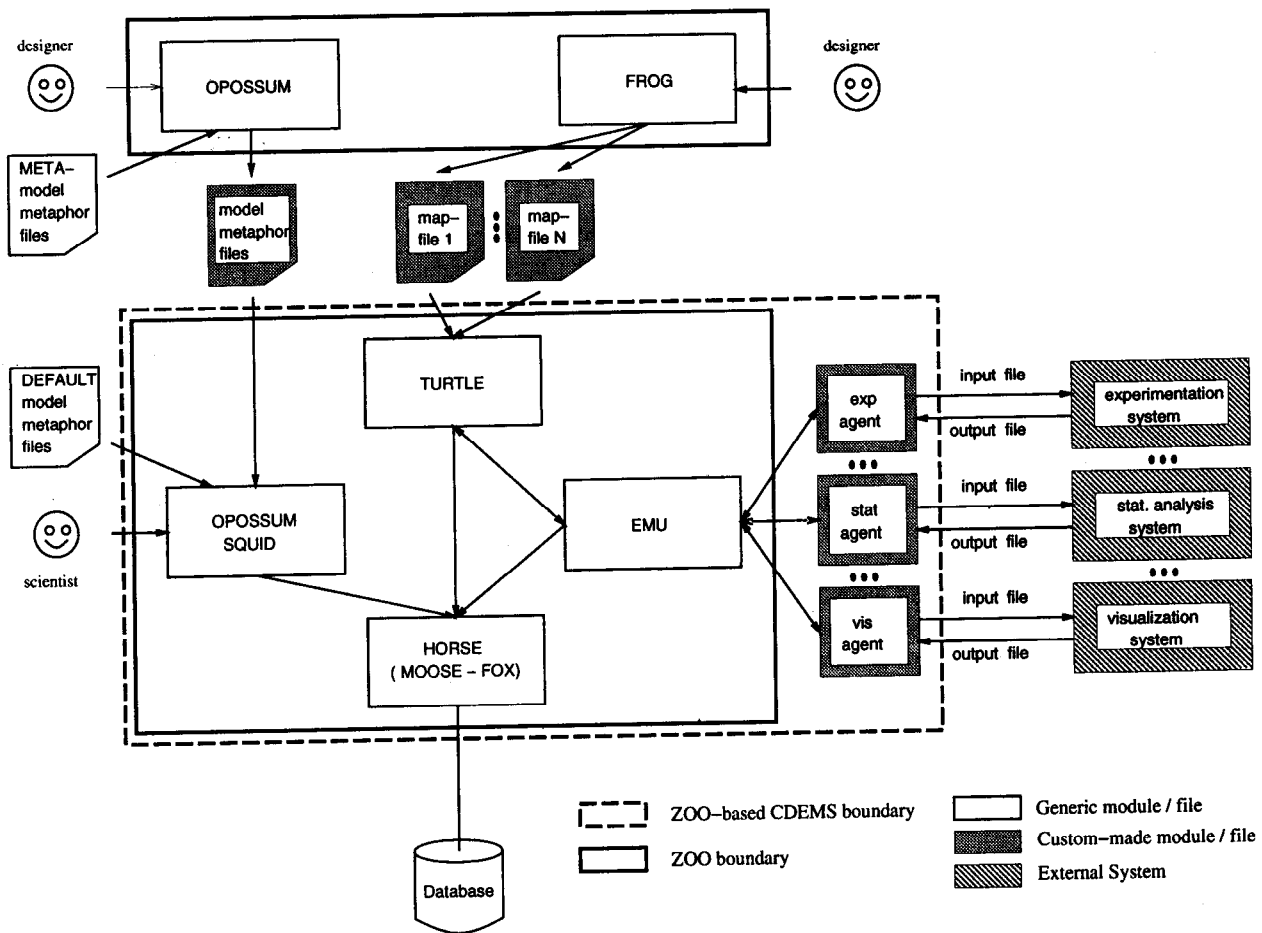 designer
designer
OPOSSUM
FROG
META-
model
metaphor
files
model
metaphor
files
map-
file 1
map-
file N
DEFAULT
model
metaphor
files
TURTLE
exp
agent
input file
output file
experimentation
system
scientist
OPOSSUM
SQUID
EMU
stat
agent
input file
output file
stat. analysis
system
HORSE
( MOOSE - FOX)
vis
agent
input file
output file
visualization
system
Database
ZOO-based CDEMS boundary
ZOO boundary
Generic module / file
Custom-made module / file
External System